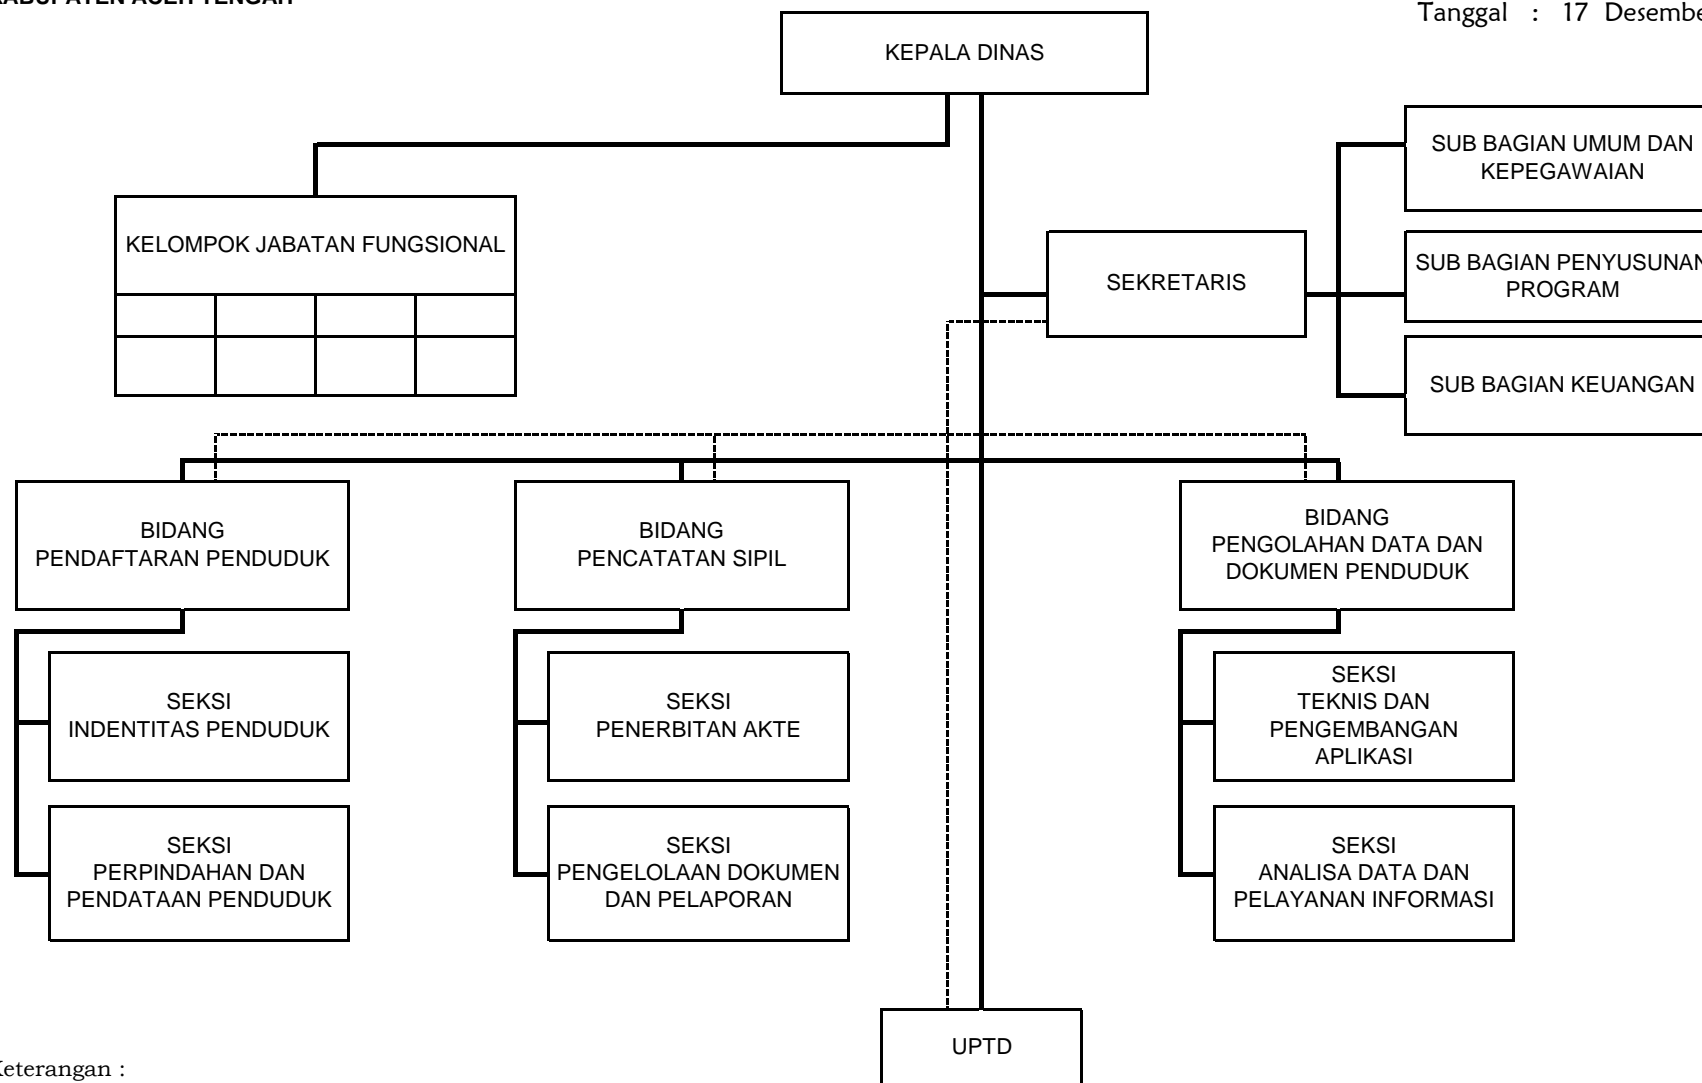 KABUPATEN ACEH TENGAH
Tanggal : 17 Desembe
KEPALA DINAS
SUB BAGIAN UMUM DAN
KEPEGAWAIAN
KELOMPOK JABATAN FUNGSIONAL
SEKRETARIS
SUB BAGIAN PENYUSUNAN
PROGRAM
SUB BAGIAN KEUANGAN
BIDANG
PENDAFTARAN PENDUDUK
BIDANG
PENCATATAN SIPIL
BIDANG
PENGOLAHAN DATA DAN
DOKUMEN PENDUDUK
SEKSI
INDENTITAS PENDUDUK
SEKSI
PENERBITAN AKTE
SEKSI
TEKNIS DAN
PENGEMBANGAN
APLIKASI
SEKSI
PERPINDAHAN DAN
PENDATAAN PENDUDUK
SEKSI
PENGELOLAAN DOKUMEN
DAN PELAPORAN
SEKSI
ANALISA DATA DAN
PELAYANAN INFORMASI
UPTD
Keterangan :